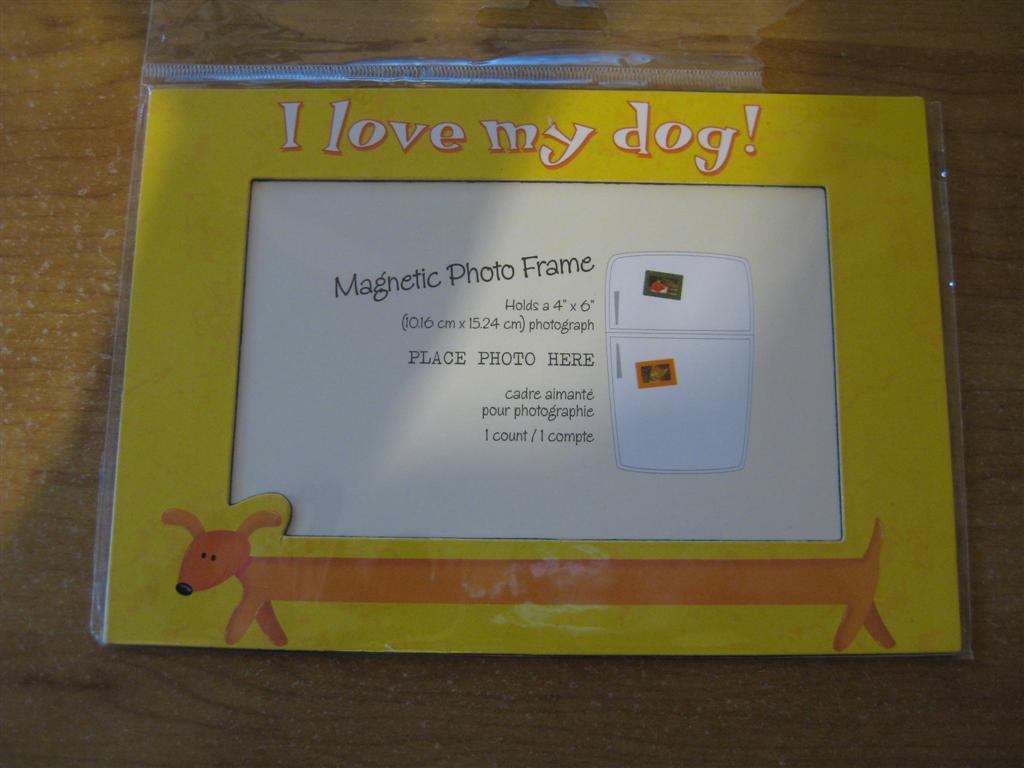 I love my dog!
Magnetic Photo Frame
Holds a 4" x 6"
(10.16 cm x 15.24 cm) photograph
PLACE PHOTO HERE
cadre aimanté
pour photographie
1 count / 1 compte